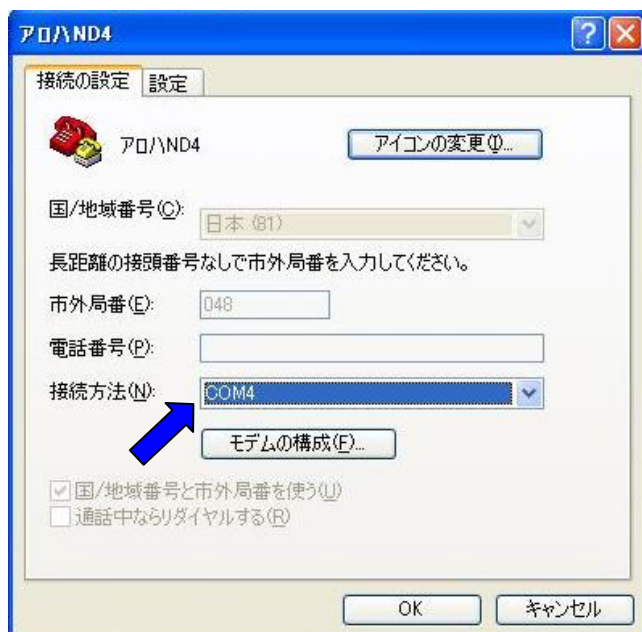 アロハND4
接続の設定 設定
アロハND4 アイコンの変更(I)...
国/地域番号(C): 日本 (81)
長距離の接頭番号なしで市外局番を入力してください。
市外局番(E): 048
電話番号(P):
接続方法(N): COM4
モデムの構成(F)...
国/地域番号と市外局番を使う(U)
通話中ならリダイヤルする(R)
OK キャンセル